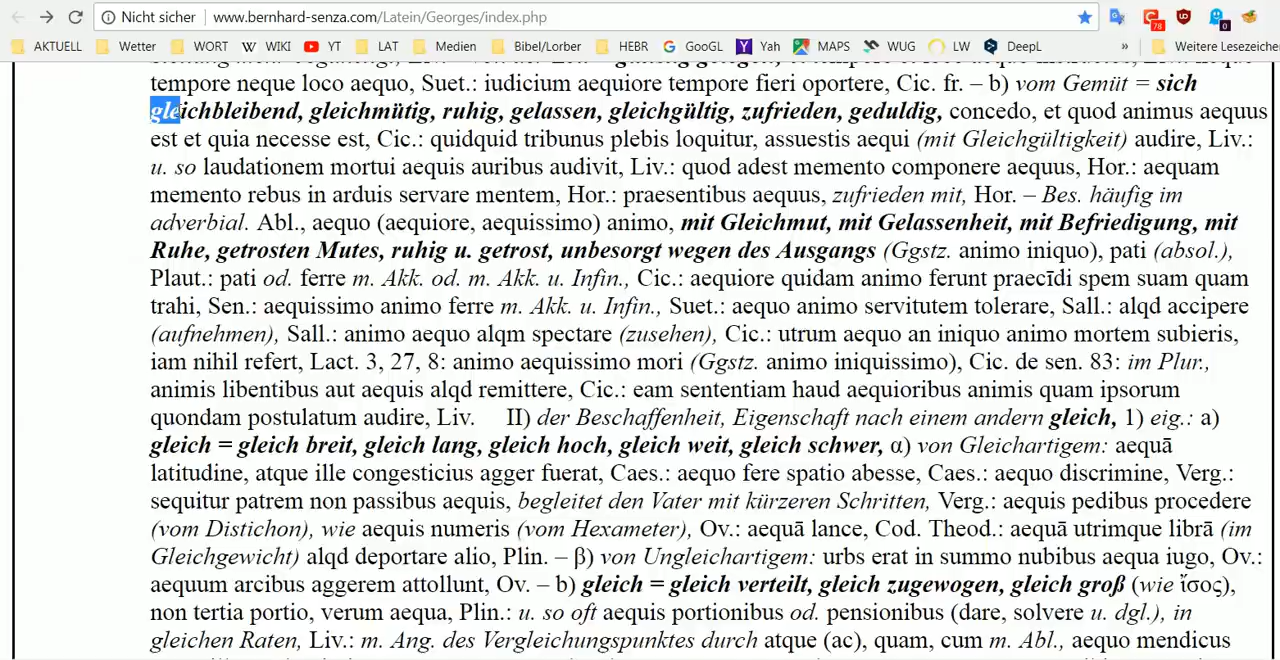 Nicht sicher | www.bernhard-senza.com/Latein/Georges/index.php
78 0
AKTUELL Wetter WORT W WIKI YT LAT Medien Bibel/Lorber HEBR GooGL Yah MAPS WUG LW DeepL » Weitere Lesezeichen
tempore neque loco aequo, Suet.: iudicium aequiore tempore fieri oportere, Cic. fr. – b) vom Gemüt = sich
gleichbleibend, gleichmütig, ruhig, gelassen, gleichgültig, zufrieden, geduldig, concedo, et quod animus aequus
est et quia necesse est, Cic.: quidquid tribunus plebis loquitur, assuestis aequi (mit Gleichgültigkeit) audire, Liv.:
u. so laudationem mortui aequis auribus audivit, Liv.: quod adest memento componere aequus, Hor.: aequam
memento rebus in arduis servare mentem, Hor.: praesentibus aequus, zufrieden mit, Hor. – Bes. häufig im
adverbial. Abl., aequo (aequiore, aequissimo) animo, mit Gleichmut, mit Gelassenheit, mit Befriedigung, mit
Ruhe, getrosten Mutes, ruhig u. getrost, unbesorgt wegen des Ausgangs (Ggstz. animo iniquo), pati (absol.),
Plaut.: pati od. ferre m. Akk. od. m. Akk. u. Infin., Cic.: aequiore quidam animo ferunt praecīdi spem suam quam
trahi, Sen.: aequissimo animo ferre m. Akk. u. Infin., Suet.: aequo animo servitutem tolerare, Sall.: alqd accipere
(aufnehmen), Sall.: animo aequo alqm spectare (zusehen), Cic.: utrum aequo an iniquo animo mortem subieris,
iam nihil refert, Lact. 3, 27, 8: animo aequissimo mori (Ggstz. animo iniquissimo), Cic. de sen. 83: im Plur.,
animis libentibus aut aequis alqd remittere, Cic.: eam sententiam haud aequioribus animis quam ipsorum
quondam postulatum audire, Liv. II) der Beschaffenheit, Eigenschaft nach einem andern gleich, 1) eig.: a)
gleich = gleich breit, gleich lang, gleich hoch, gleich weit, gleich schwer, α) von Gleichartigem: aequā
latitudine, atque ille congesticius agger fuerat, Caes.: aequo fere spatio abesse, Caes.: aequo discrimine, Verg.:
sequitur patrem non passibus aequis, begleitet den Vater mit kürzeren Schritten, Verg.: aequis pedibus procedere
(vom Distichon), wie aequis numeris (vom Hexameter), Ov.: aequā lance, Cod. Theod.: aequā utrimque librā (im
Gleichgewicht) alqd deportare alio, Plin. – β) von Ungleichartigem: urbs erat in summo nubibus aequa iugo, Ov.:
aequum arcibus aggerem attollunt, Ov. – b) gleich = gleich verteilt, gleich zugewogen, gleich groß (wie ἴσος),
non tertia portio, verum aequa, Plin.: u. so oft aequis portionibus od. pensionibus (dare, solvere u. dgl.), in
gleichen Raten, Liv.: m. Ang. des Vergleichungspunktes durch atque (ac), quam, cum m. Abl., aequo mendicus